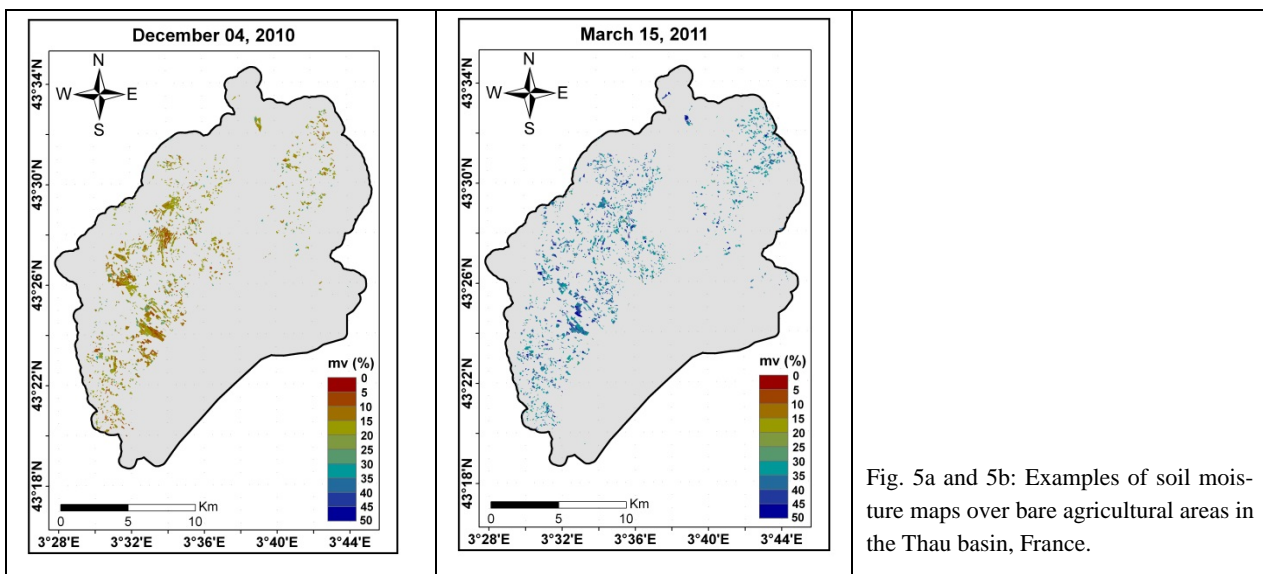 December 04, 2010
N
W E
S
43°34'N
43°30'N
43°26'N
43°22'N
43°18'N
mv (%)
0
5
10
15
20
25
30
35
40
45
50
Km
0 5 10
3°28'E 3°32'E 3°36'E 3°40'E 3°44'E
March 15, 2011
N
W E
S
43°34'N
43°30'N
43°26'N
43°22'N
43°18'N
mv (%)
0
5
10
15
20
25
30
35
40
45
50
Km
0 5 10
3°28'E 3°32'E 3°36'E 3°40'E 3°44'E
Fig. 5a and 5b: Examples of soil mois-
ture maps over bare agricultural areas in
the Thau basin, France.